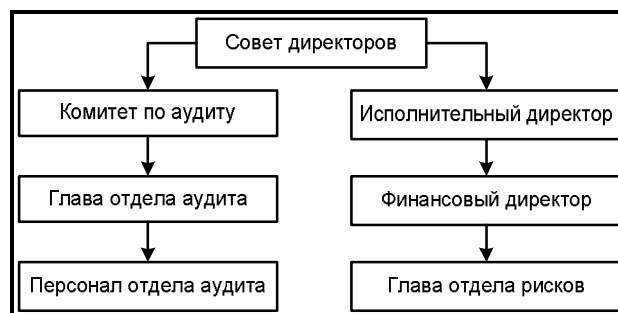 Совет директоров
Комитет по аудиту
Исполнительный директор
Глава отдела аудита
Финансовый директор
Персонал отдела аудита
Глава отдела рисков